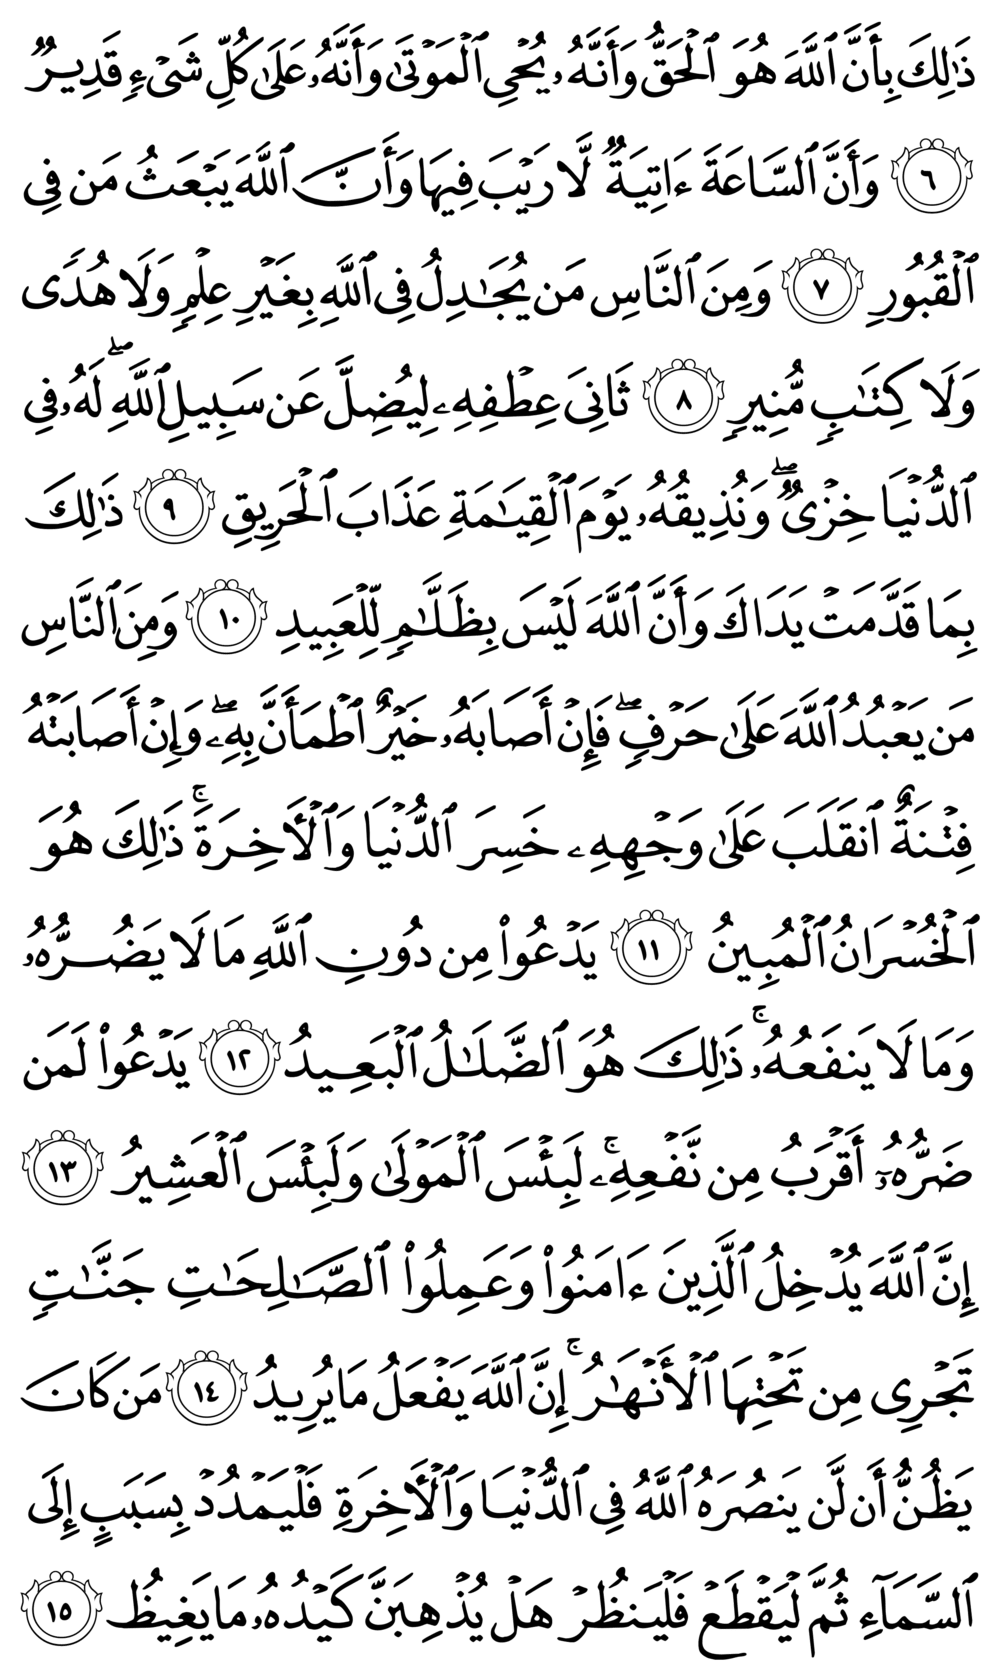 ذَٰلِكَ بِأَنَّ ٱللَّهَ هُوَ ٱلْحَقُّ وَأَنَّهُۥ يُحْىِ ٱلْمَوْتَىٰ وَأَنَّهُۥ عَلَىٰ كُلِّ شَىْءٍ قَدِيرٌ
٦ وَأَنَّ ٱلسَّاعَةَ ءَاتِيَةٌ لَّا رَيْبَ فِيهَا وَأَنَّ ٱللَّهَ يَبْعَثُ مَن فِى
ٱلْقُبُورِ ٧ وَمِنَ ٱلنَّاسِ مَن يُجَٰدِلُ فِى ٱللَّهِ بِغَيْرِ عِلْمٍ وَلَا هُدًى
وَلَا كِتَٰبٍ مُّنِيرٍ ٨ ثَانِىَ عِطْفِهِۦ لِيُضِلَّ عَن سَبِيلِ ٱللَّهِ ۖ لَهُۥ فِى
ٱلدُّنْيَا خِزْىٌ ۖ وَنُذِيقُهُۥ يَوْمَ ٱلْقِيَٰمَةِ عَذَابَ ٱلْحَرِيقِ ٩ ذَٰلِكَ
بِمَا قَدَّمَتْ يَدَاكَ وَأَنَّ ٱللَّهَ لَيْسَ بِظَلَّٰمٍ لِّلْعَبِيدِ ١٠ وَمِنَ ٱلنَّاسِ
مَن يَعْبُدُ ٱللَّهَ عَلَىٰ حَرْفٍ ۖ فَإِنْ أَصَابَهُۥ خَيْرٌ ٱطْمَأَنَّ بِهِۦ ۖ وَإِنْ أَصَابَتْهُ
فِتْنَةٌ ٱنقَلَبَ عَلَىٰ وَجْهِهِۦ خَسِرَ ٱلدُّنْيَا وَٱلْأَخِرَةَ ۚ ذَٰلِكَ هُوَ
ٱلْخُسْرَانُ ٱلْمُبِينُ ١١ يَدْعُوا۟ مِن دُونِ ٱللَّهِ مَا لَا يَضُرُّهُۥ
وَمَا لَا يَنفَعُهُۥ ۚ ذَٰلِكَ هُوَ ٱلضَّلَٰلُ ٱلْبَعِيدُ ١٢ يَدْعُوا۟ لَمَن
ضَرُّهُۥٓ أَقْرَبُ مِن نَّفْعِهِۦ ۚ لَبِئْسَ ٱلْمَوْلَىٰ وَلَبِئْسَ ٱلْعَشِيرُ ١٣
إِنَّ ٱللَّهَ يُدْخِلُ ٱلَّذِينَ ءَامَنُوا۟ وَعَمِلُوا۟ ٱلصَّٰلِحَٰتِ جَنَّٰتٍ
تَجْرِى مِن تَحْتِهَا ٱلْأَنْهَٰرُ ۚ إِنَّ ٱللَّهَ يَفْعَلُ مَا يُرِيدُ ١٤ مَن كَانَ
يَظُنُّ أَن لَّن يَنصُرَهُ ٱللَّهُ فِى ٱلدُّنْيَا وَٱلْأَخِرَةِ فَلْيَمْدُدْ بِسَبَبٍ إِلَى
ٱلسَّمَآءِ ثُمَّ لْيَقْطَعْ فَلْيَنظُرْ هَلْ يُذْهِبَنَّ كَيْدُهُۥ مَا يَغِيظُ ١٥